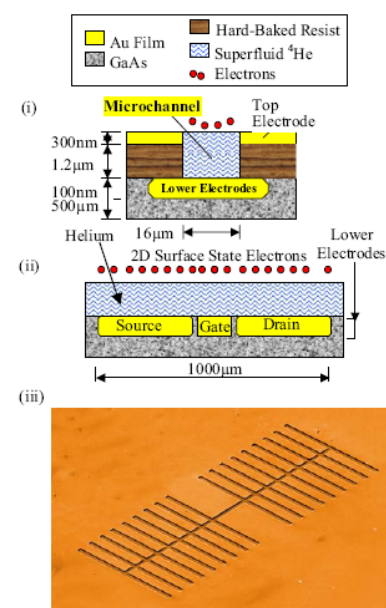 Au Film
GaAs
Hard-Baked Resist
Superfluid ⁴He
Electrons
(i)
Microchannel
Top
Electrode
300nm
1.2μm
100nm
500μm
Lower Electrodes
16μm
Helium
2D Surface State Electrons
Lower
Electrodes
(ii)
Source
Gate
Drain
1000μm
(iii)